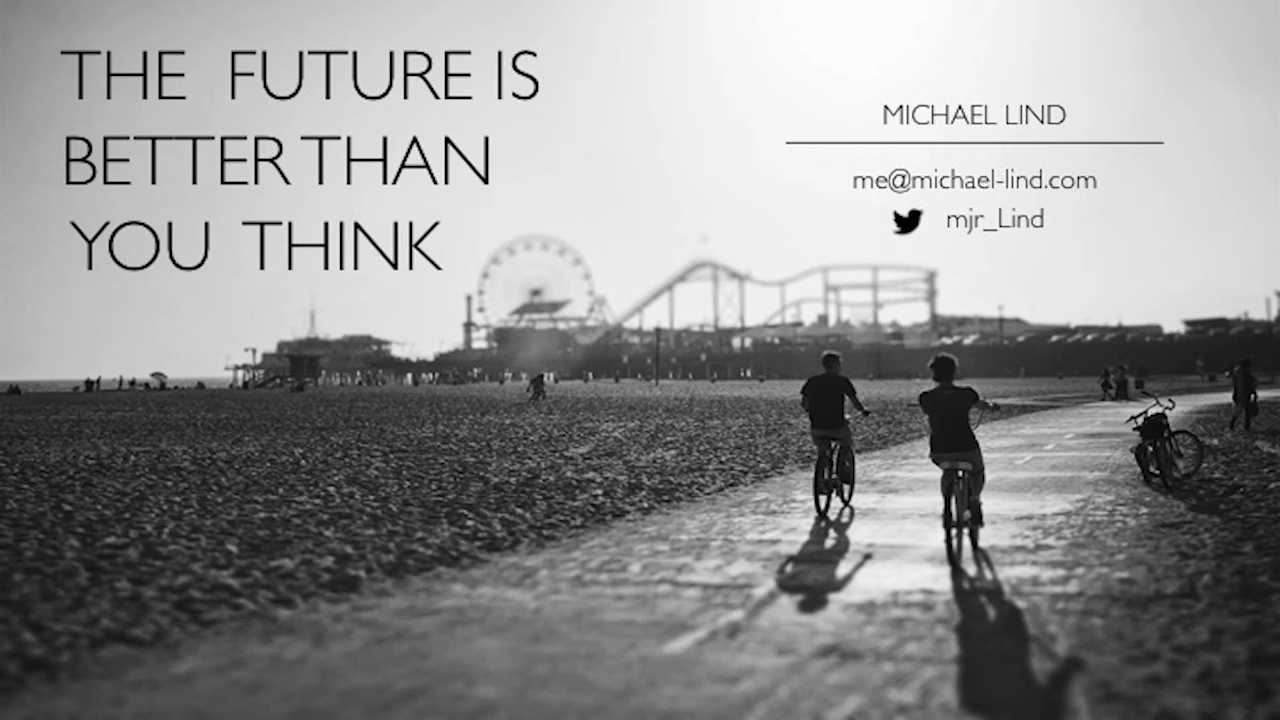 THE FUTURE IS
BETTER THAN
YOU THINK
MICHAEL LIND
me@michael-lind.com
mjr_Lind